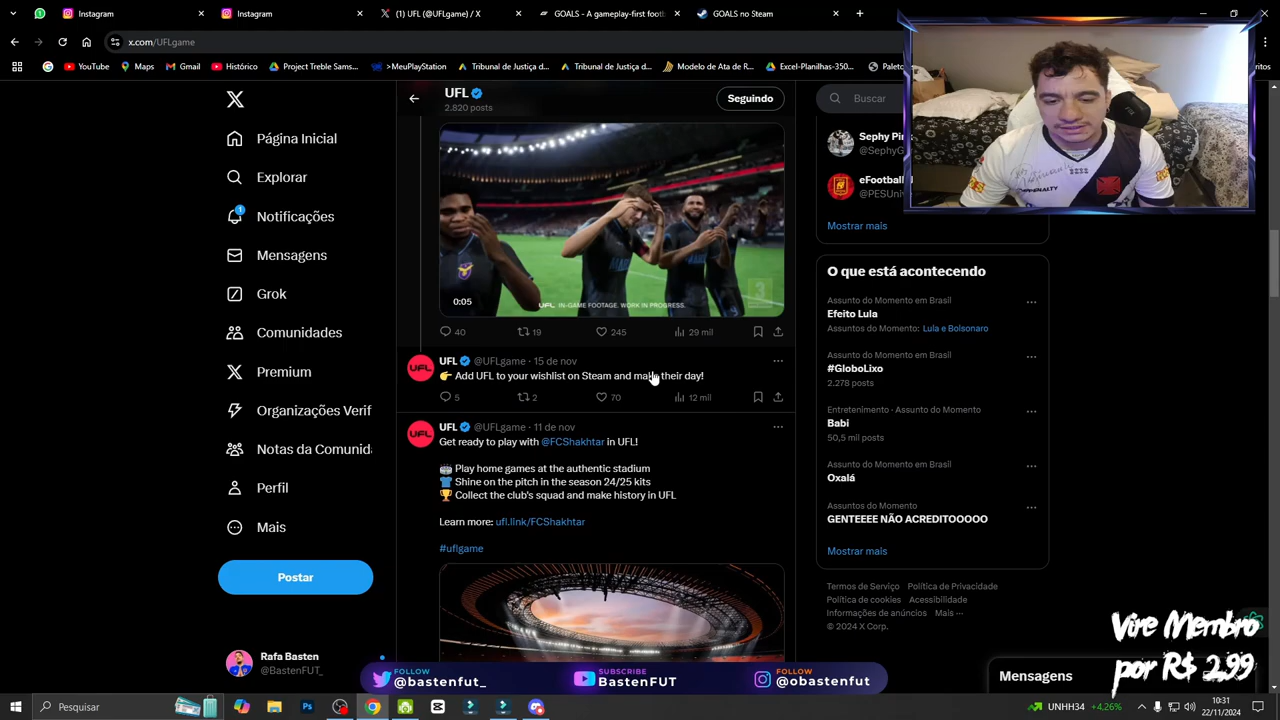 Instagram
Instagram
(1) UFL (@UFLgame) / X
GOALS - A gameplay-first footb
GOALS no Steam
x.com/UFLgame
YouTube
Maps
Gmail
Histórico
Project Treble Sams...
>MeuPlayStation
Tribunal de Justiça d...
Tribunal de Justiça d...
Modelo de Ata de R...
Excel-Planilhas-350...
UFL
2.820 posts
Seguindo
Buscar
Página Inicial
Explorar
1
Notificações
Mensagens
Grok
Comunidades
Premium
Organizações Verif
Notas da Comunid
Perfil
Mais
Postar
Rafa Basten
@BastenFUT_
0:05
UFL IN-GAME FOOTAGE. WORK IN PROGRESS.
3
40
19
245
29 mil
UFL @UFLgame · 15 de nov
👉 Add UFL to your wishlist on Steam and make their day!
5
2
70
12 mil
UFL @UFLgame · 11 de nov
Get ready to play with @FCShakhtar in UFL!
🏟️ Play home games at the authentic stadium
👕 Shine on the pitch in the season 24/25 kits
🏆 Collect the club's squad and make history in UFL
Learn more: ufl.link/FCShakhtar
#uflgame
@SephyG
eFootball
@PESUni
Mostrar mais
O que está acontecendo
Assunto do Momento em Brasil
Efeito Lula
Assuntos do Momento: Lula e Bolsonaro
Assunto do Momento em Brasil
#GloboLixo
2.278 posts
Entretenimento · Assunto do Momento
Babi
50,5 mil posts
Assunto do Momento em Brasil
Oxalá
Assuntos do Momento
GENTEEEE NÃO ACREDITOOOOO
Mostrar mais
Termos de Serviço Política de Privacidade
Política de cookies Acessibilidade
Informações de anúncios Mais ···
© 2024 X Corp.
Mensagens
Vire Membro
por R$ 2,99
FOLLOW
@bastenfut_
SUBSCRIBE
BastenFUT
FOLLOW
@obastenfut
Pesquisar
UNHH34 +4,26%
10:31
22/11/2024